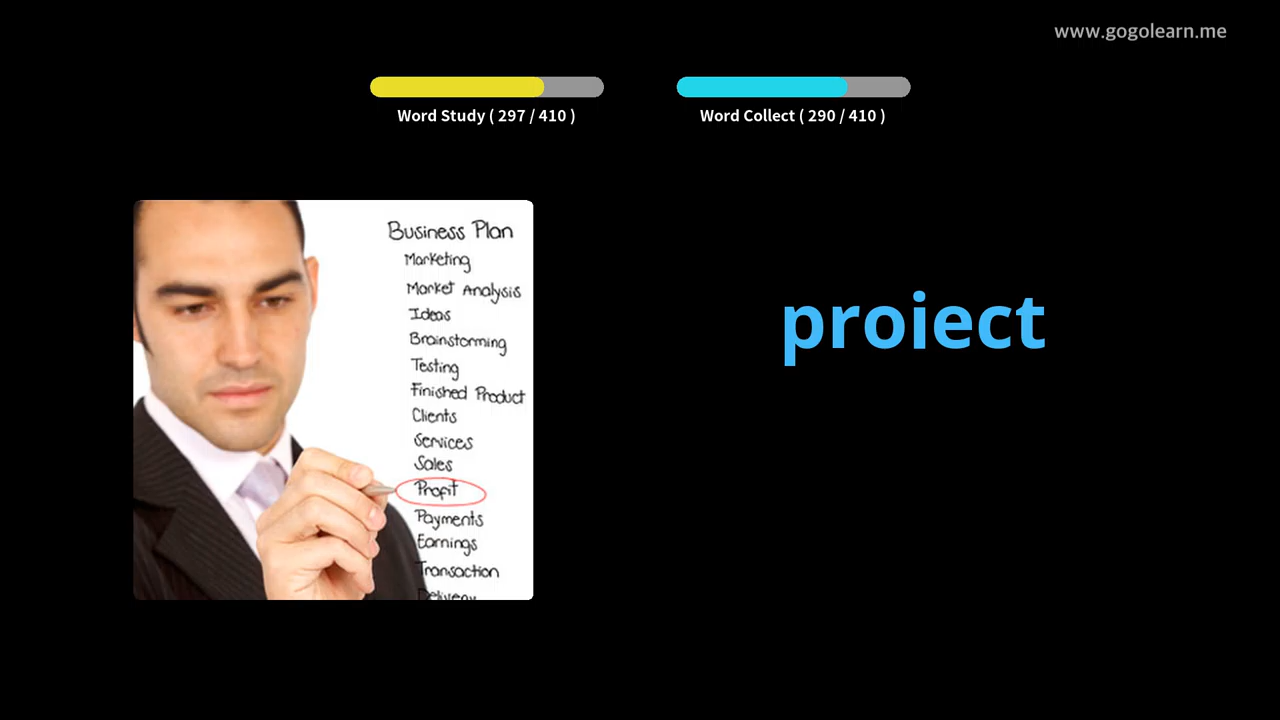 www.gogolearn.me
Word Study ( 297 / 410 )
Word Collect ( 290 / 410 )
Business Plan
Marketing
Market Analysis
Ideas
Brainstorming
Testing
Finished Product
Clients
Services
Sales
Profit
Payments
Earnings
Transaction
Delivery
proiect